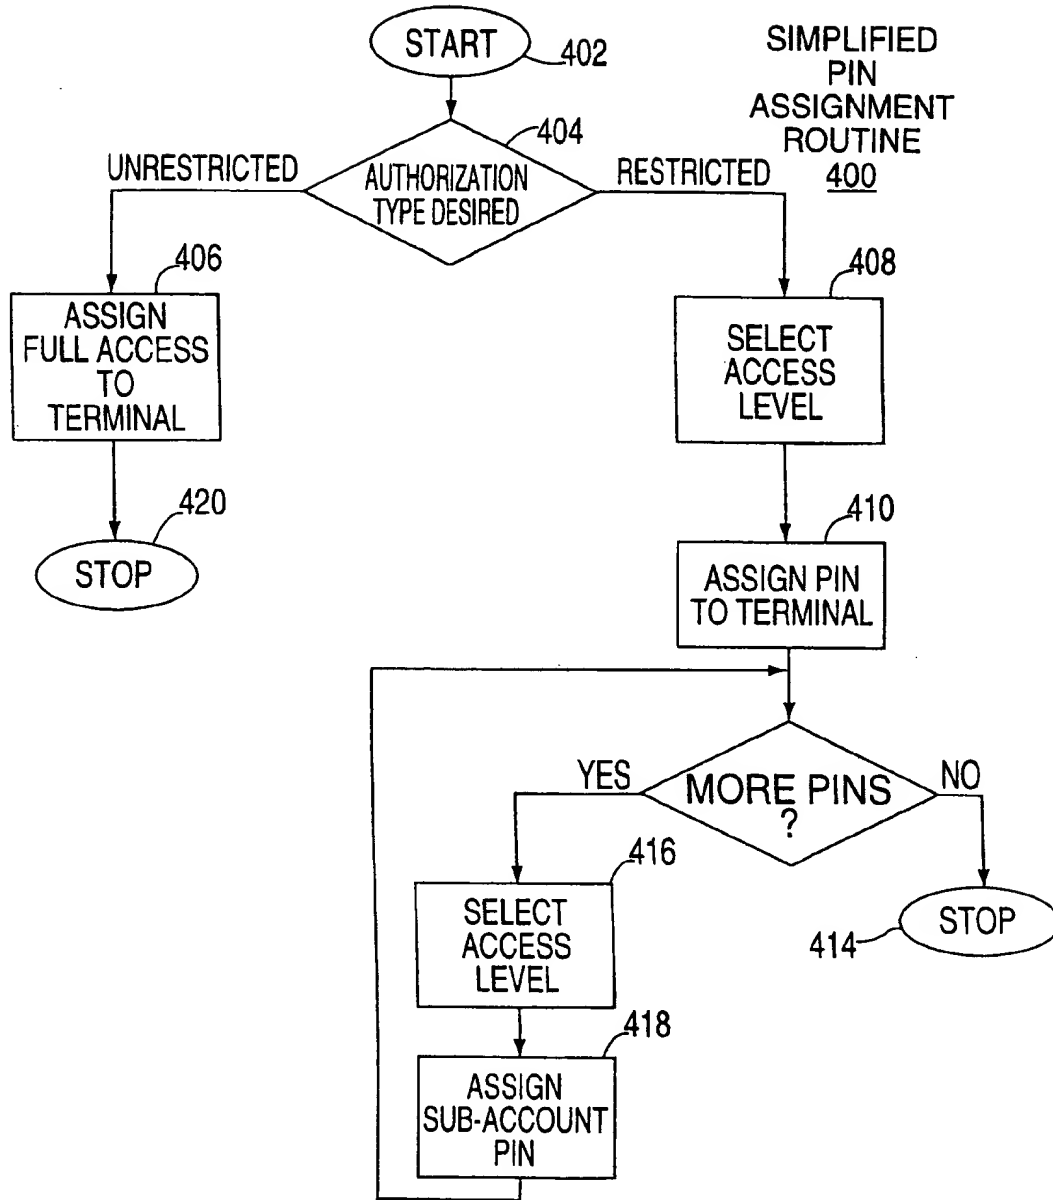 START
402
SIMPLIFIED
PIN
ASSIGNMENT
ROUTINE
400
404
UNRESTRICTED
AUTHORIZATION
TYPE DESIRED
RESTRICTED
406
ASSIGN
FULL ACCESS
TO
TERMINAL
408
SELECT
ACCESS
LEVEL
420
STOP
410
ASSIGN PIN
TO TERMINAL
YES
MORE PINS
?
NO
416
SELECT
ACCESS
LEVEL
STOP
414
418
ASSIGN
SUB-ACCOUNT
PIN